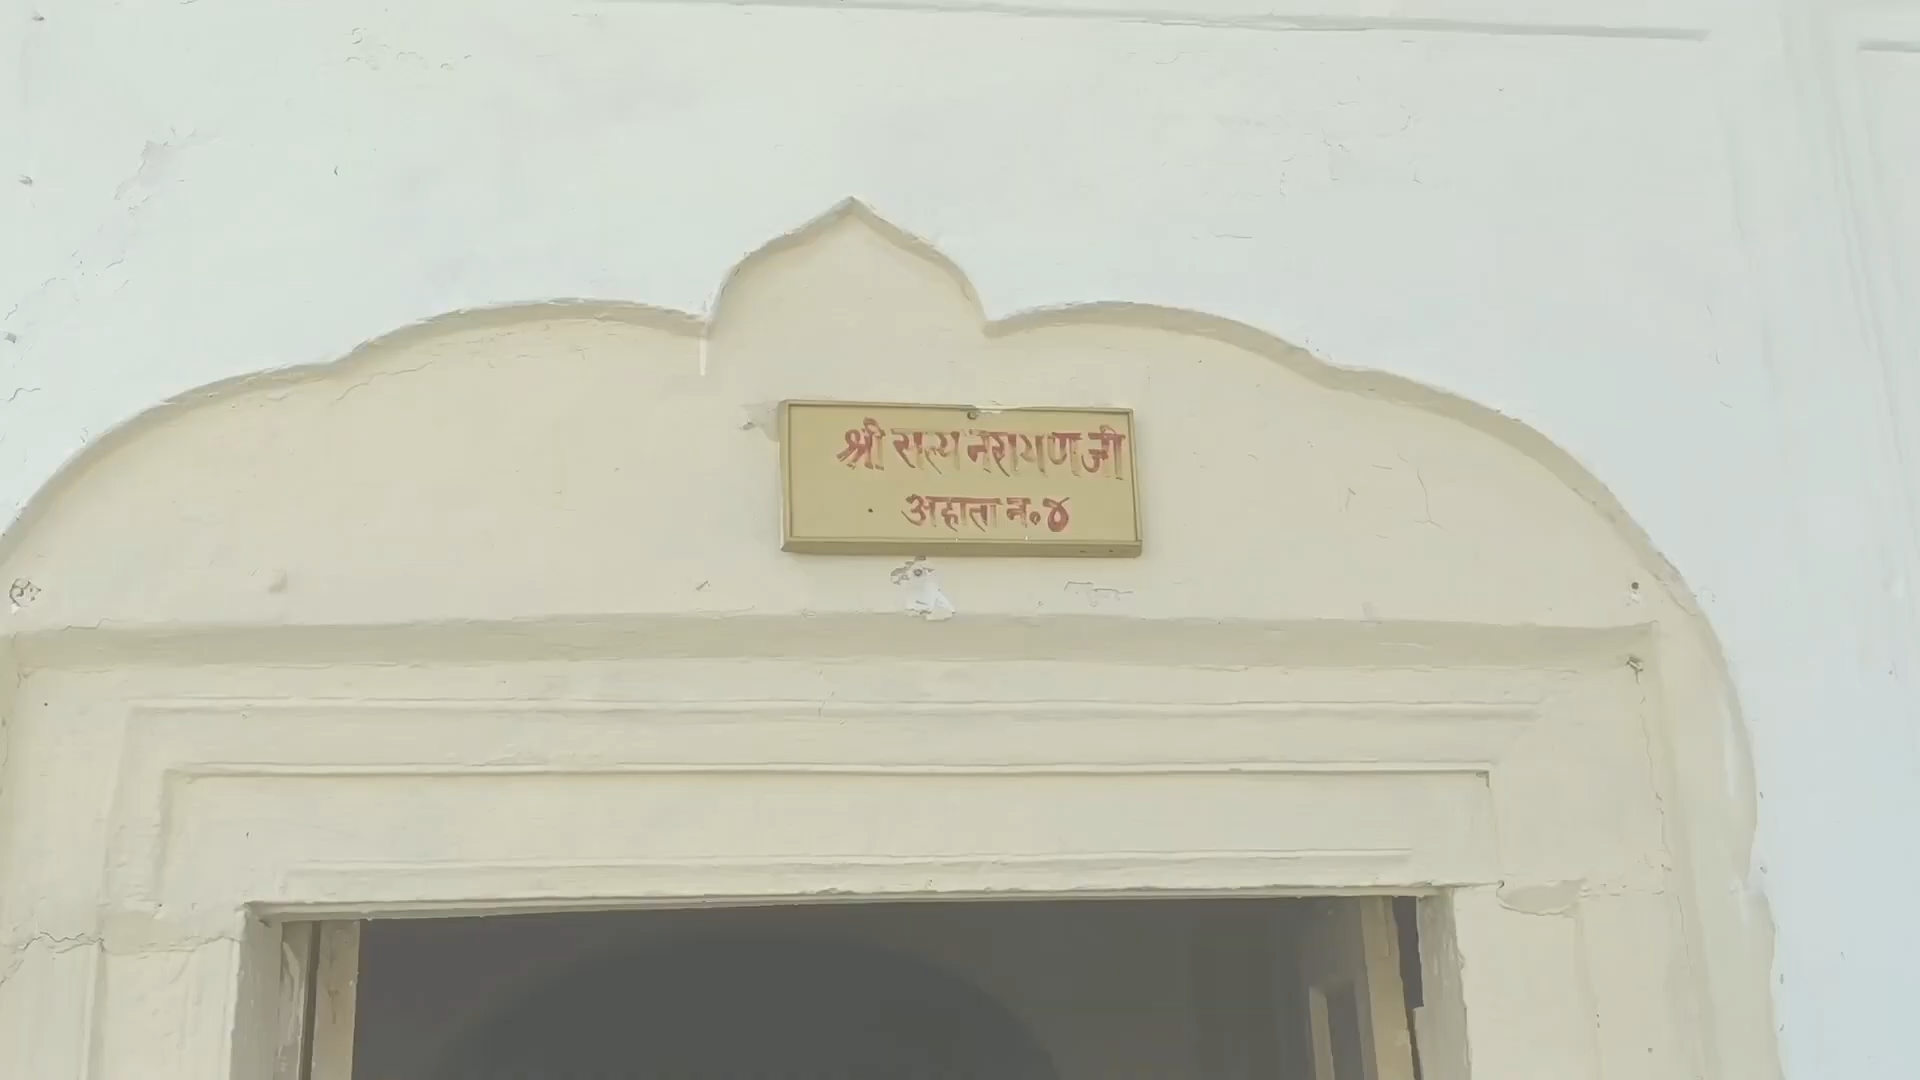 श्री सत्य नरायण जी
अहाता न॰ ४